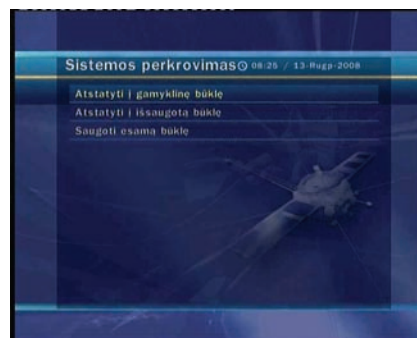 Sistemos perkrovimas 08:25 / 13-Rugp-2008
Atstatyti į gamyklinę būklę
Atstatyti į išsaugotą būklę
Saugoti esamą būklę